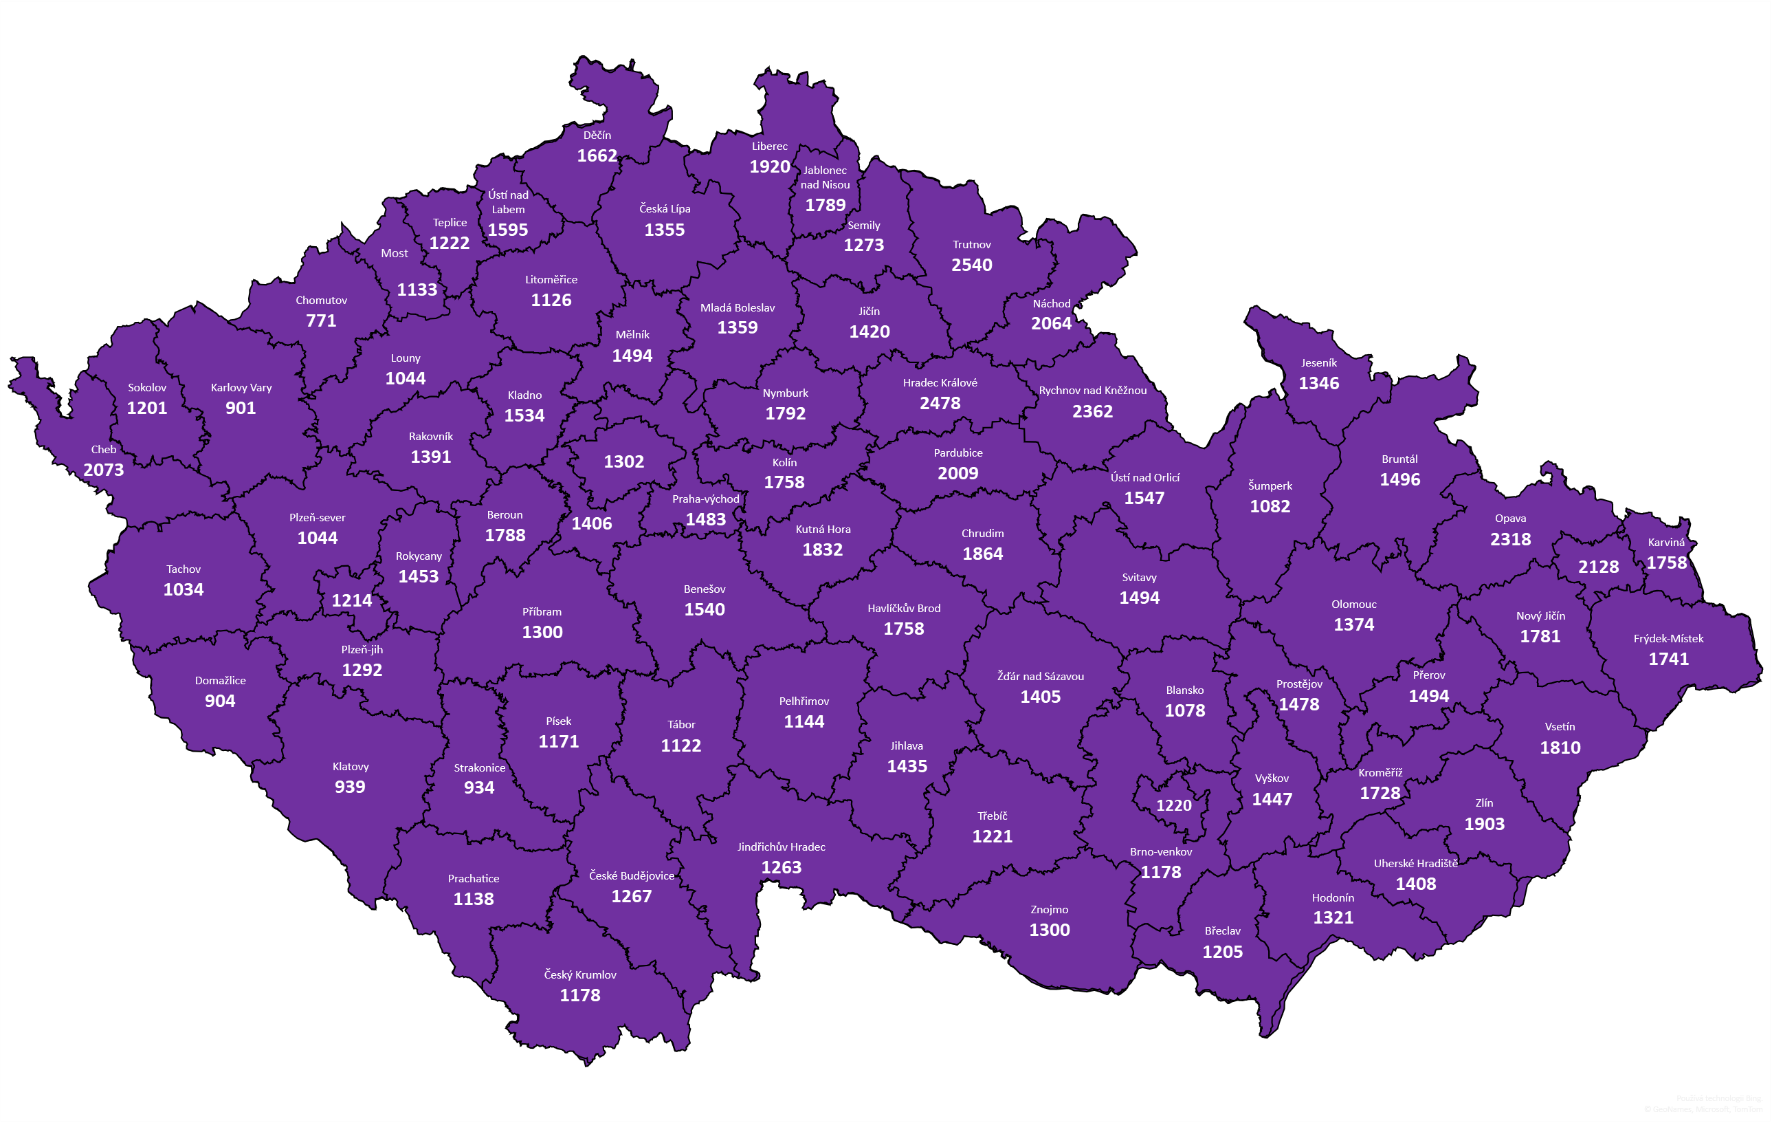 Děčín
1662
Liberec
1920
Jablonec
nad Nisou
1789
Ústí nad
Labem
1595
Teplice
1222
Česká Lípa
1355
Semily
1273
Trutnov
2540
Most
1133
Litoměřice
1126
Chomutov
771
Mladá Boleslav
1359
Jičín
1420
Náchod
2064
Mělník
1494
Louny
1044
Jeseník
1346
Sokolov
1201
Karlovy Vary
901
Kladno
1534
Nymburk
1792
Hradec Králové
2478
Rychnov nad Kněžnou
2362
Rakovník
1391
Cheb
2073
1302
Kolín
1758
Pardubice
2009
Bruntál
1496
Ústí nad Orlicí
1547
Šumperk
1082
Praha-východ
1483
Plzeň-sever
1044
Beroun
1788
1406
Kutná Hora
1832
Chrudim
1864
Opava
2318
Karviná
1758
Rokycany
1453
2128
Tachov
1034
1214
Benešov
1540
Svitavy
1494
Příbram
1300
Havlíčkův Brod
1758
Olomouc
1374
Nový Jičín
1781
Frýdek-Místek
1741
Plzeň-jih
1292
Domažlice
904
Žďár nad Sázavou
1405
Přerov
1494
Prostějov
1478
Blansko
1078
Pelhřimov
1144
Písek
1171
Tábor
1122
Vsetín
1810
Jihlava
1435
Klatovy
939
Strakonice
934
Vyškov
1447
Kroměříž
1728
1220
Zlín
1903
Třebíč
1221
Jindřichův Hradec
1263
Brno-venkov
1178
Uherské Hradiště
1408
Prachatice
1138
České Budějovice
1267
Hodonín
1321
Znojmo
1300
Břeclav
1205
Český Krumlov
1178